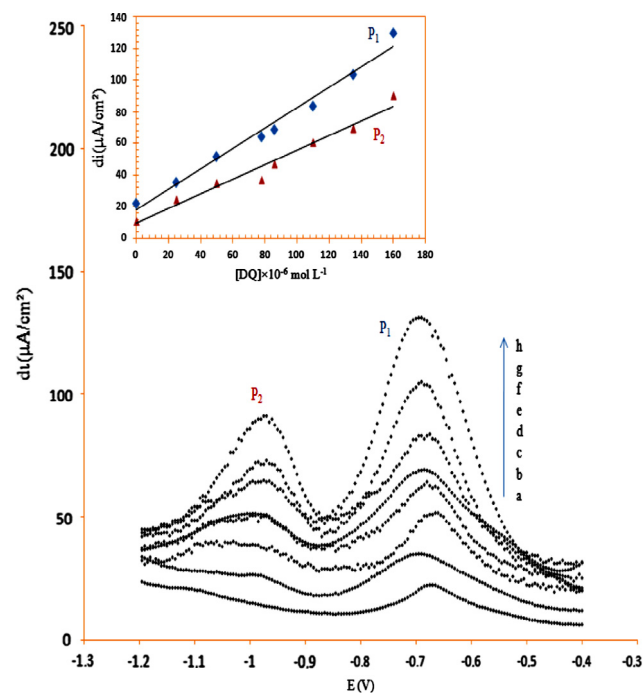 140
120
100
80
60
40
20
0
di(µA/cm²)
P1
P2
0 20 40 60 80 100 120 140 160 180
[DQ]×10-6 mol L-1
250
200
150
100
50
0
dι(µA/cm²)
P1
P2
h
g
f
e
d
c
b
a
-1.3 -1.2 -1.1 -1 -0.9 -0.8 -0.7 -0.6 -0.5 -0.4 -0.3
E (V)